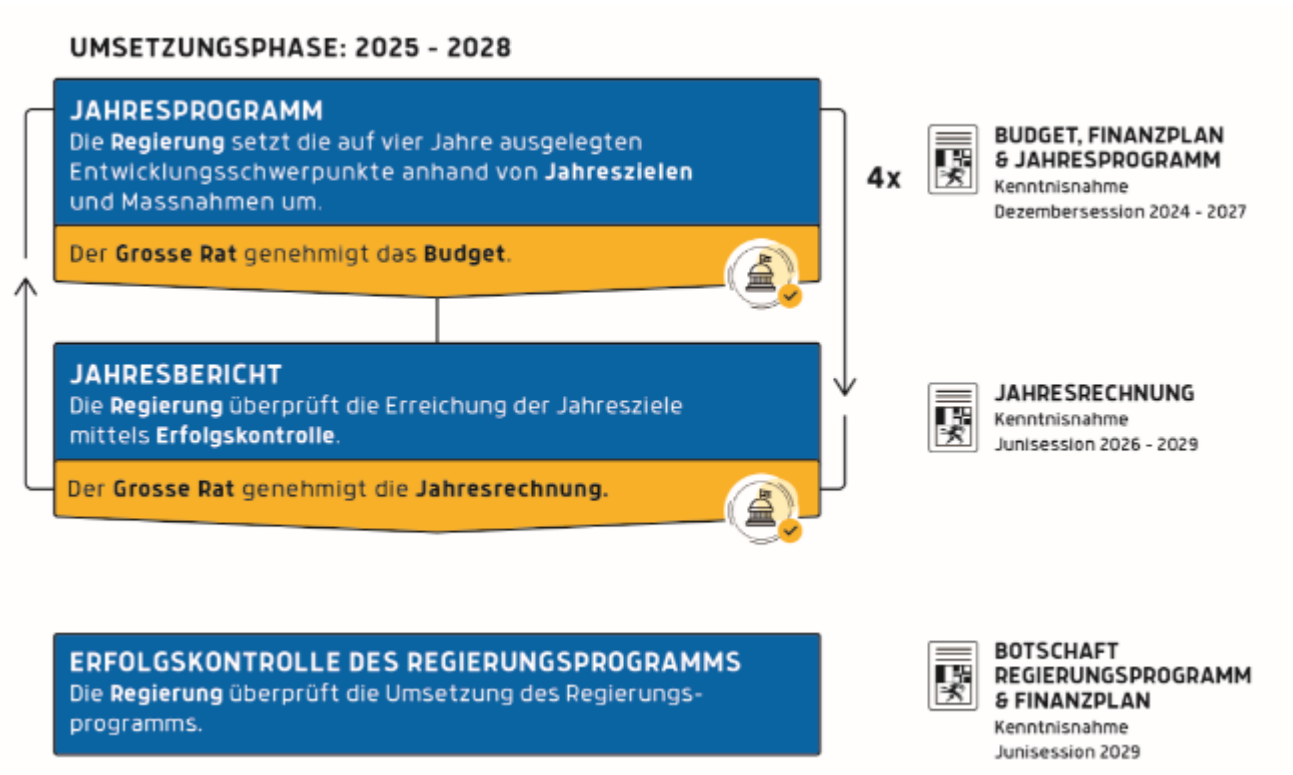 UMSETZUNGSPHASE: 2025 - 2028
JAHRESPROGRAMM
Die Regierung setzt die auf vier Jahre ausgelegten
Entwicklungsschwerpunkte anhand von Jahreszielen
und Massnahmen um.
Der Grosse Rat genehmigt das Budget.
4x
BUDGET, FINANZPLAN
& JAHRESPROGRAMM
Kenntnisnahme
Dezembersession 2024 - 2027
JAHRESBERICHT
Die Regierung überprüft die Erreichung der Jahresziele
mittels Erfolgskontrolle.
Der Grosse Rat genehmigt die Jahresrechnung.
JAHRESRECHNUNG
Kenntnisnahme
Junisession 2026 - 2029
ERFOLGSKONTROLLE DES REGIERUNGSPROGRAMMS
Die Regierung überprüft die Umsetzung des Regierungs-
programms.
BOTSCHAFT
REGIERUNGSPROGRAMM
& FINANZPLAN
Kenntnisnahme
Junisession 2029